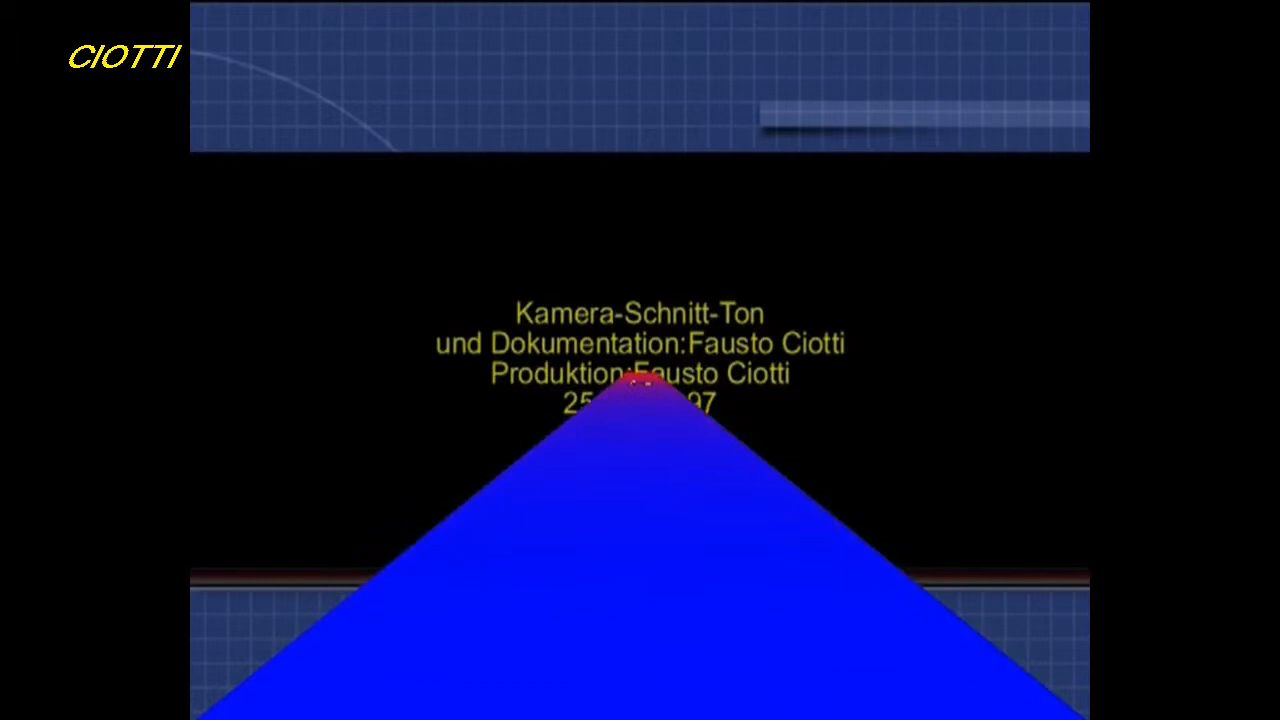 CIOTTI
Kamera-Schnitt-Ton
und Dokumentation:Fausto Ciotti
Produktion:Fausto Ciotti